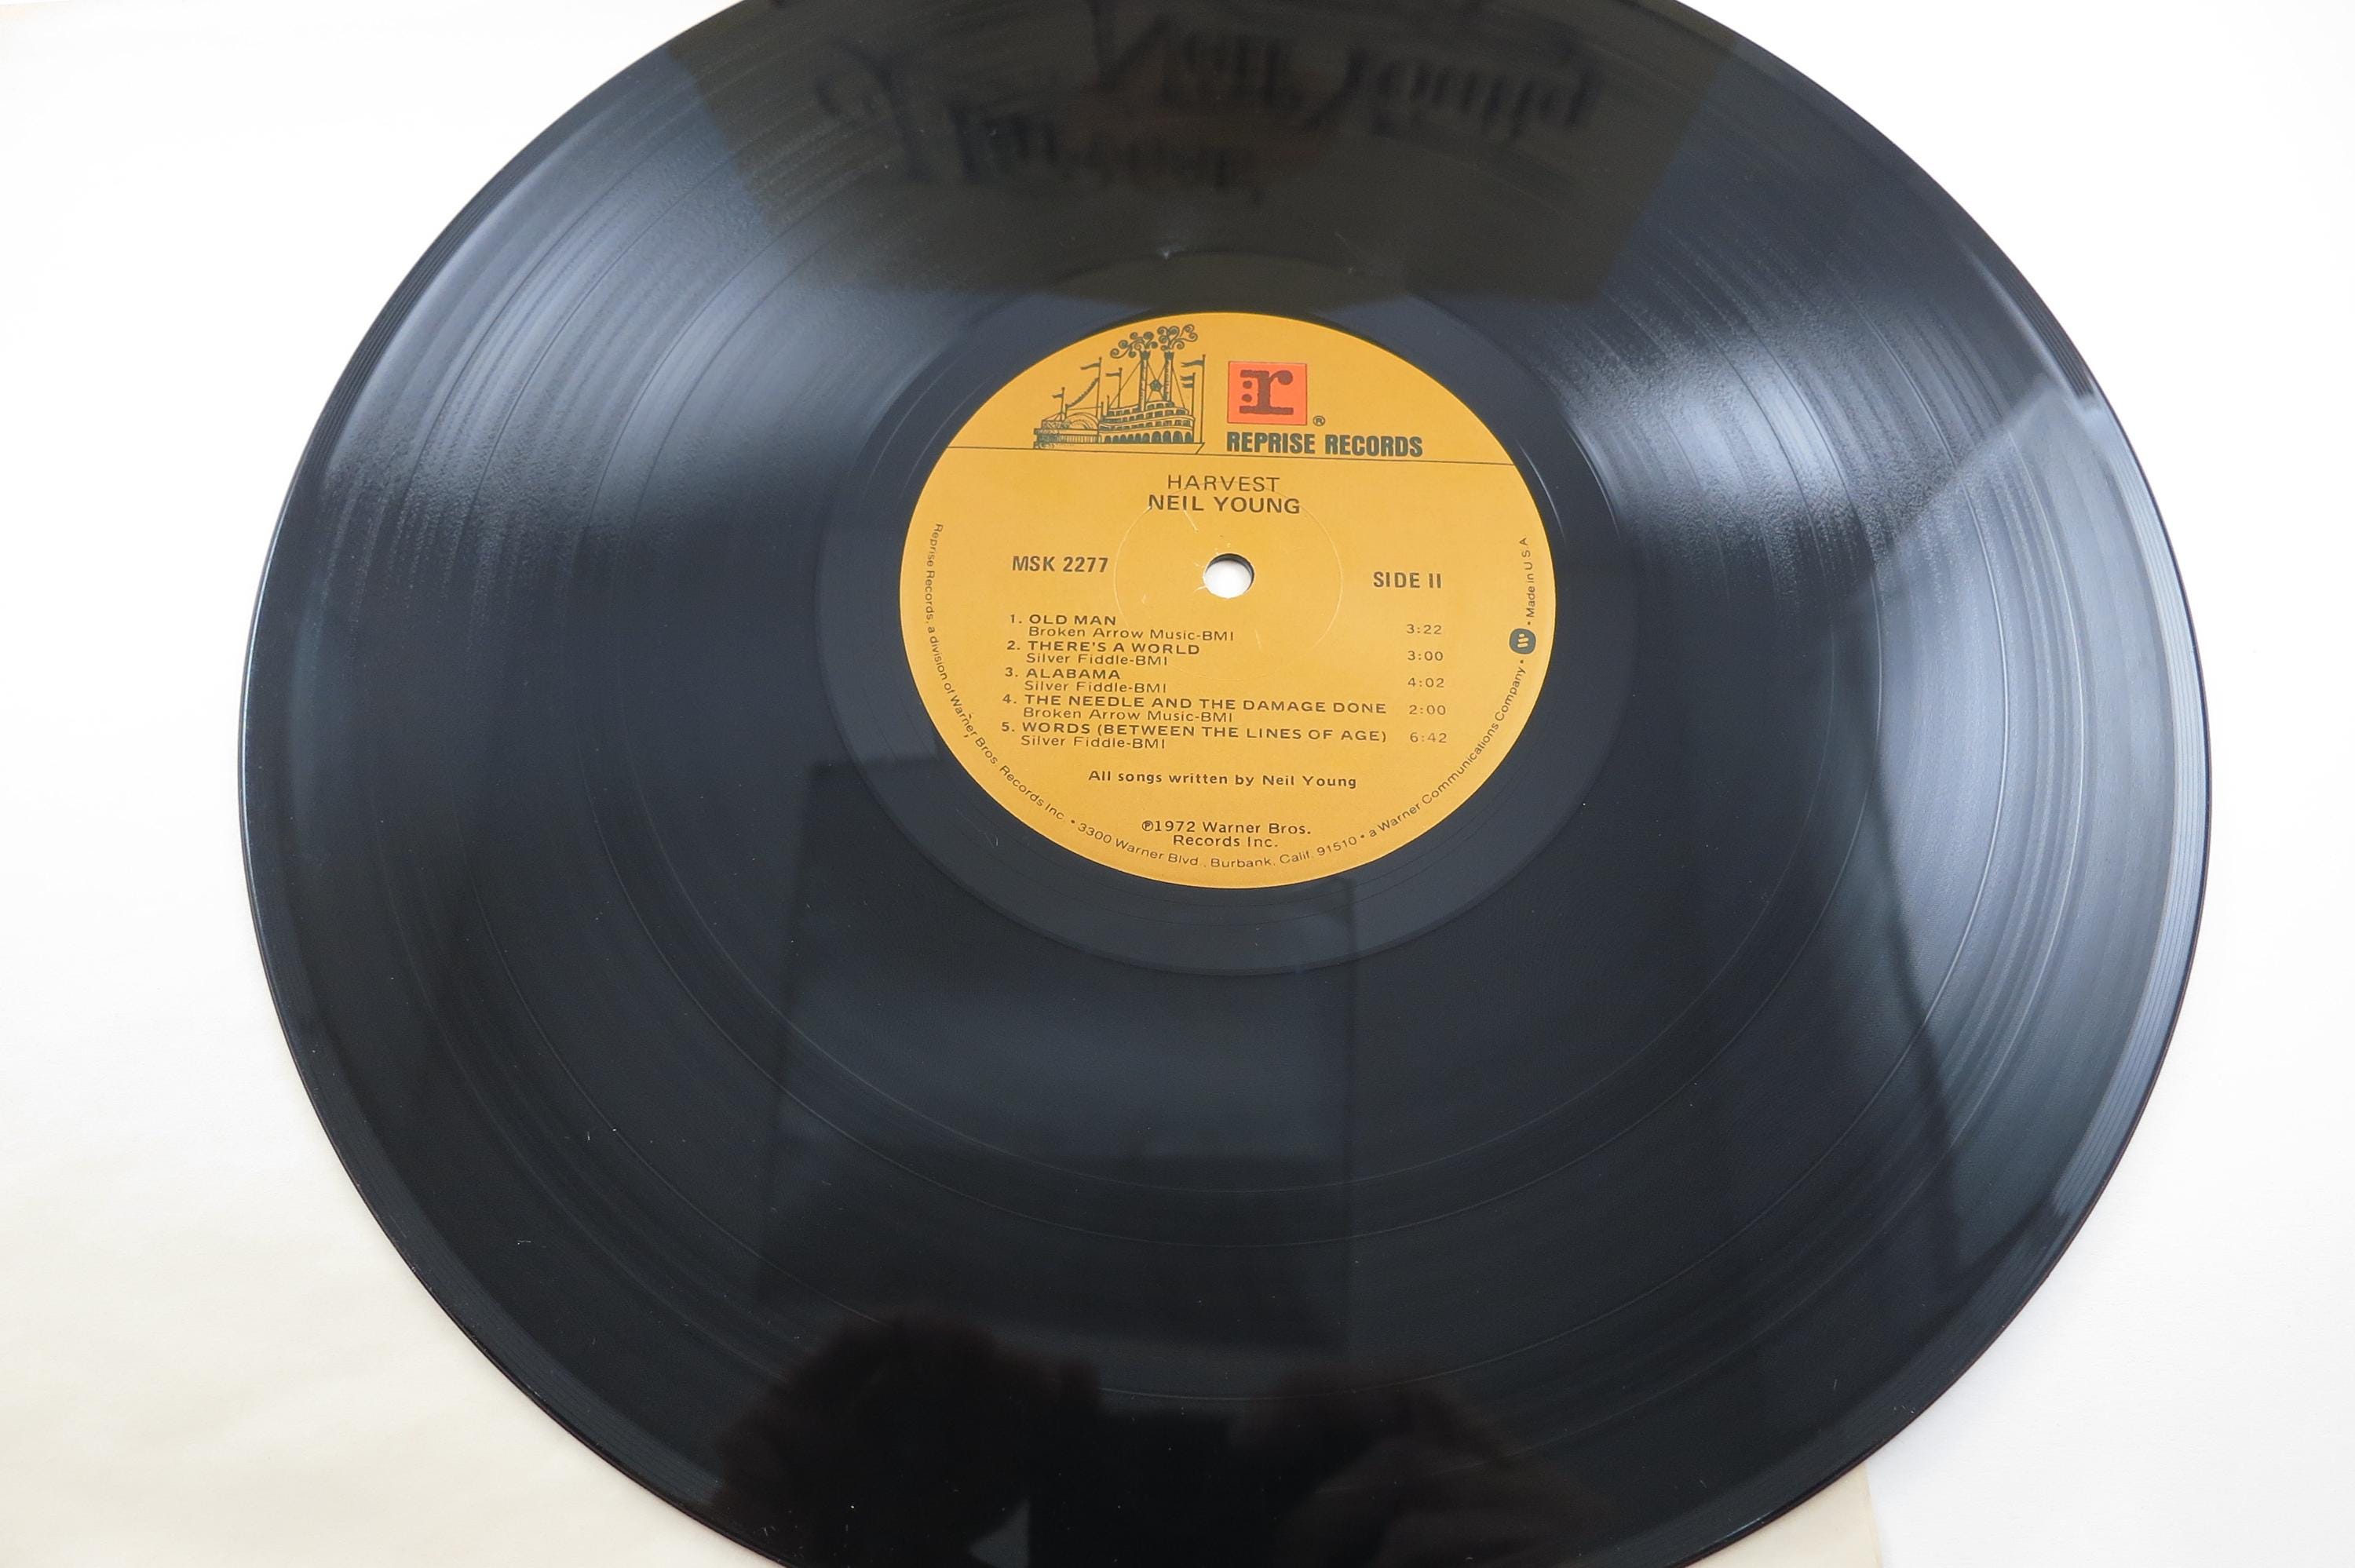 Neil Young
Harvest
r:
®
REPRISE RECORDS
HARVEST
NEIL YOUNG
MSK 2277
SIDE II
1. OLD MAN 3:22
Broken Arrow Music-BMI
2. THERE'S A WORLD 3:00
Silver Fiddle-BMI
3. ALABAMA 4:02
Silver Fiddle-BMI
4. THE NEEDLE AND THE DAMAGE DONE 2:00
Broken Arrow Music-BMI
5. WORDS (BETWEEN THE LINES OF AGE) 6:42
Silver Fiddle-BMI
All songs written by Neil Young
℗1972 Warner Bros.
Records Inc.
Reprise Records, a division of Warner Bros. Records Inc. • 3300 Warner Blvd., Burbank, Calif. 91510 • a Warner Communications Company • W • Made in U.S.A